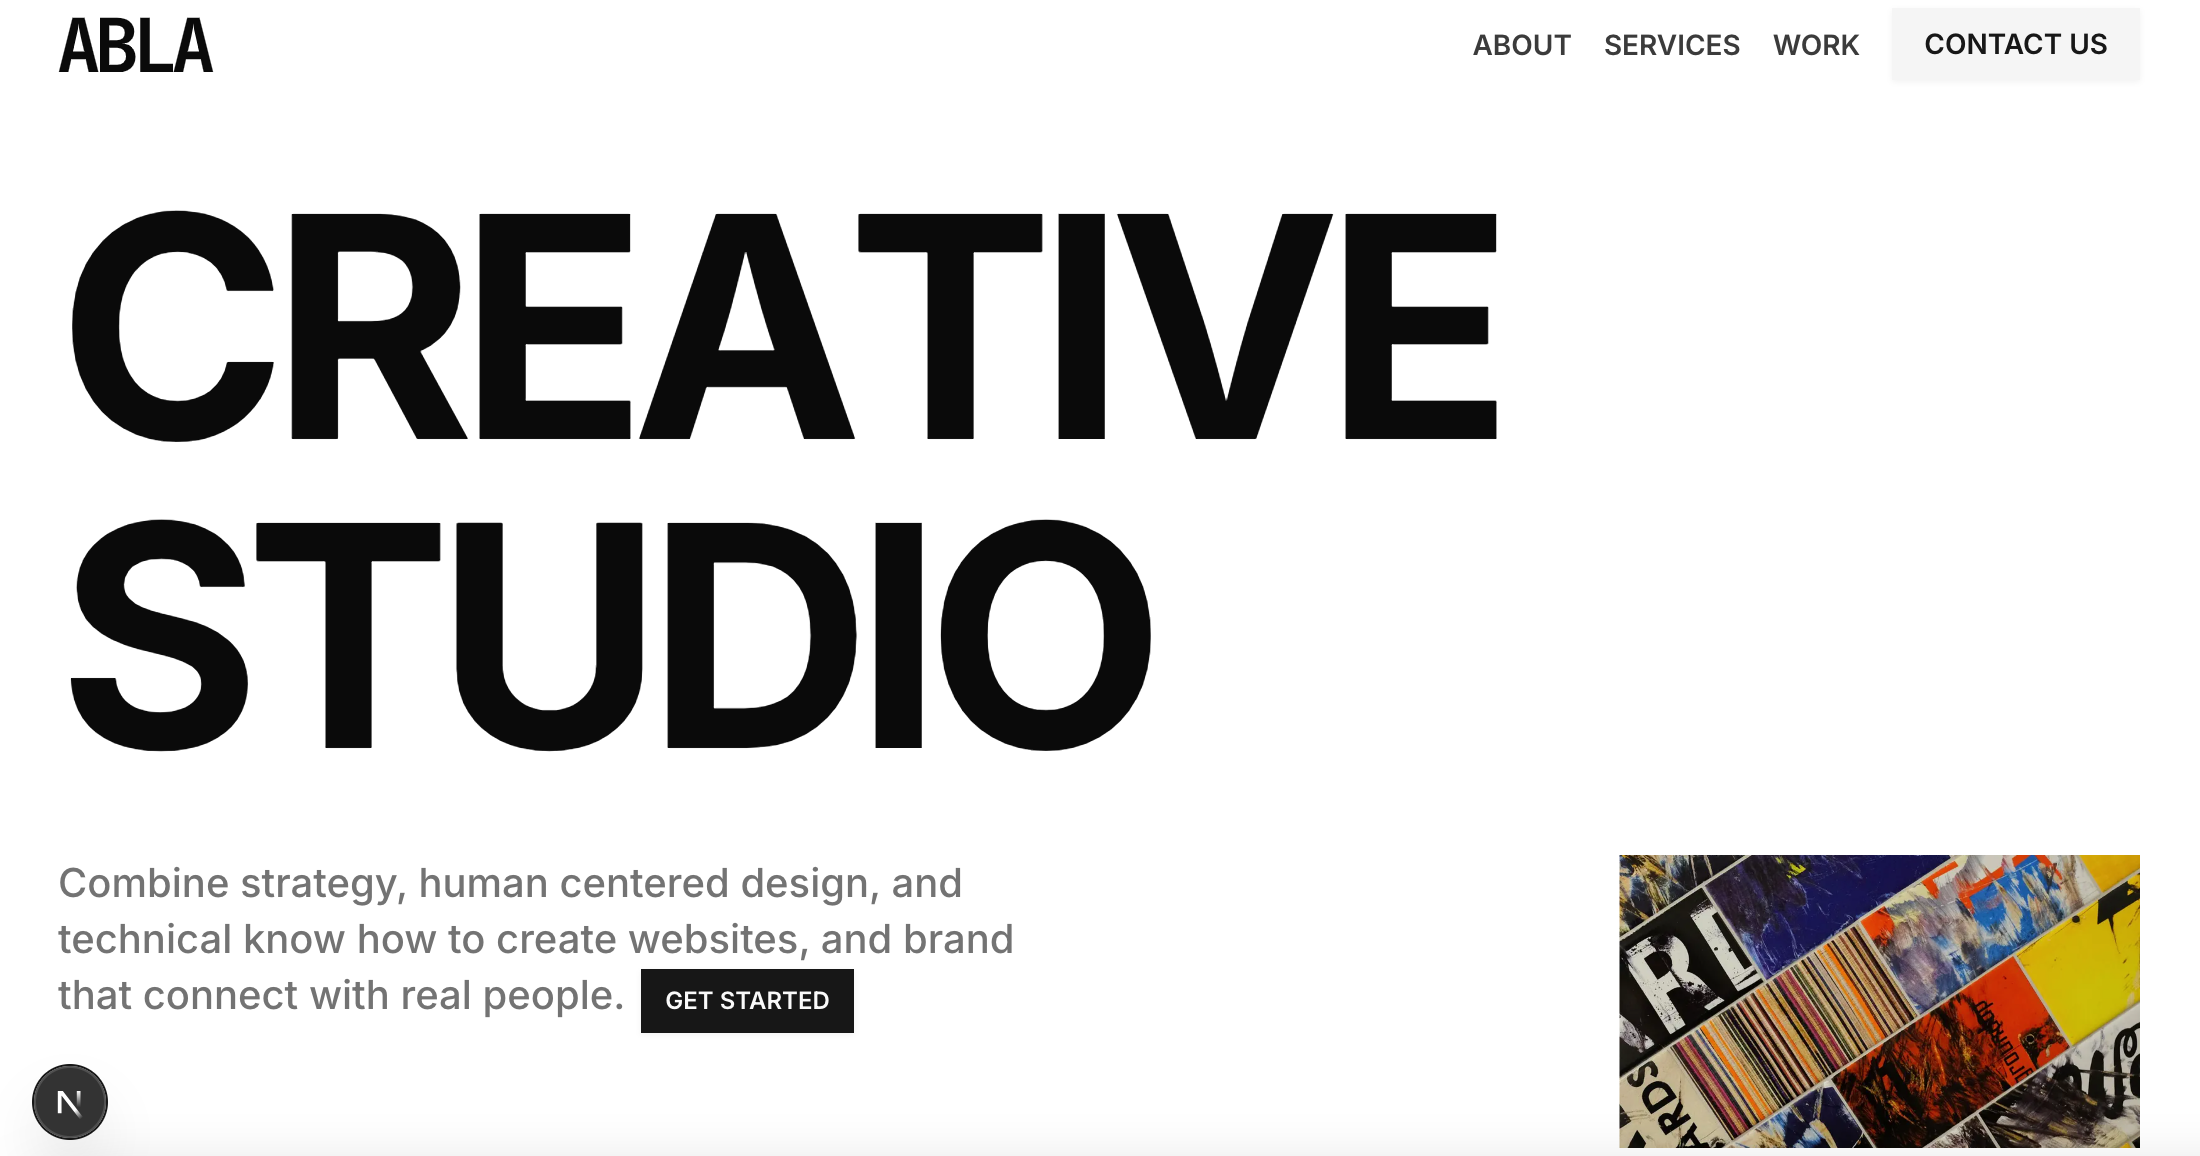 ABLA
ABOUT SERVICES WORK CONTACT US
CREATIVE
STUDIO
Combine strategy, human centered design, and
technical know how to create websites, and brand
that connect with real people. GET STARTED
N
ARDS